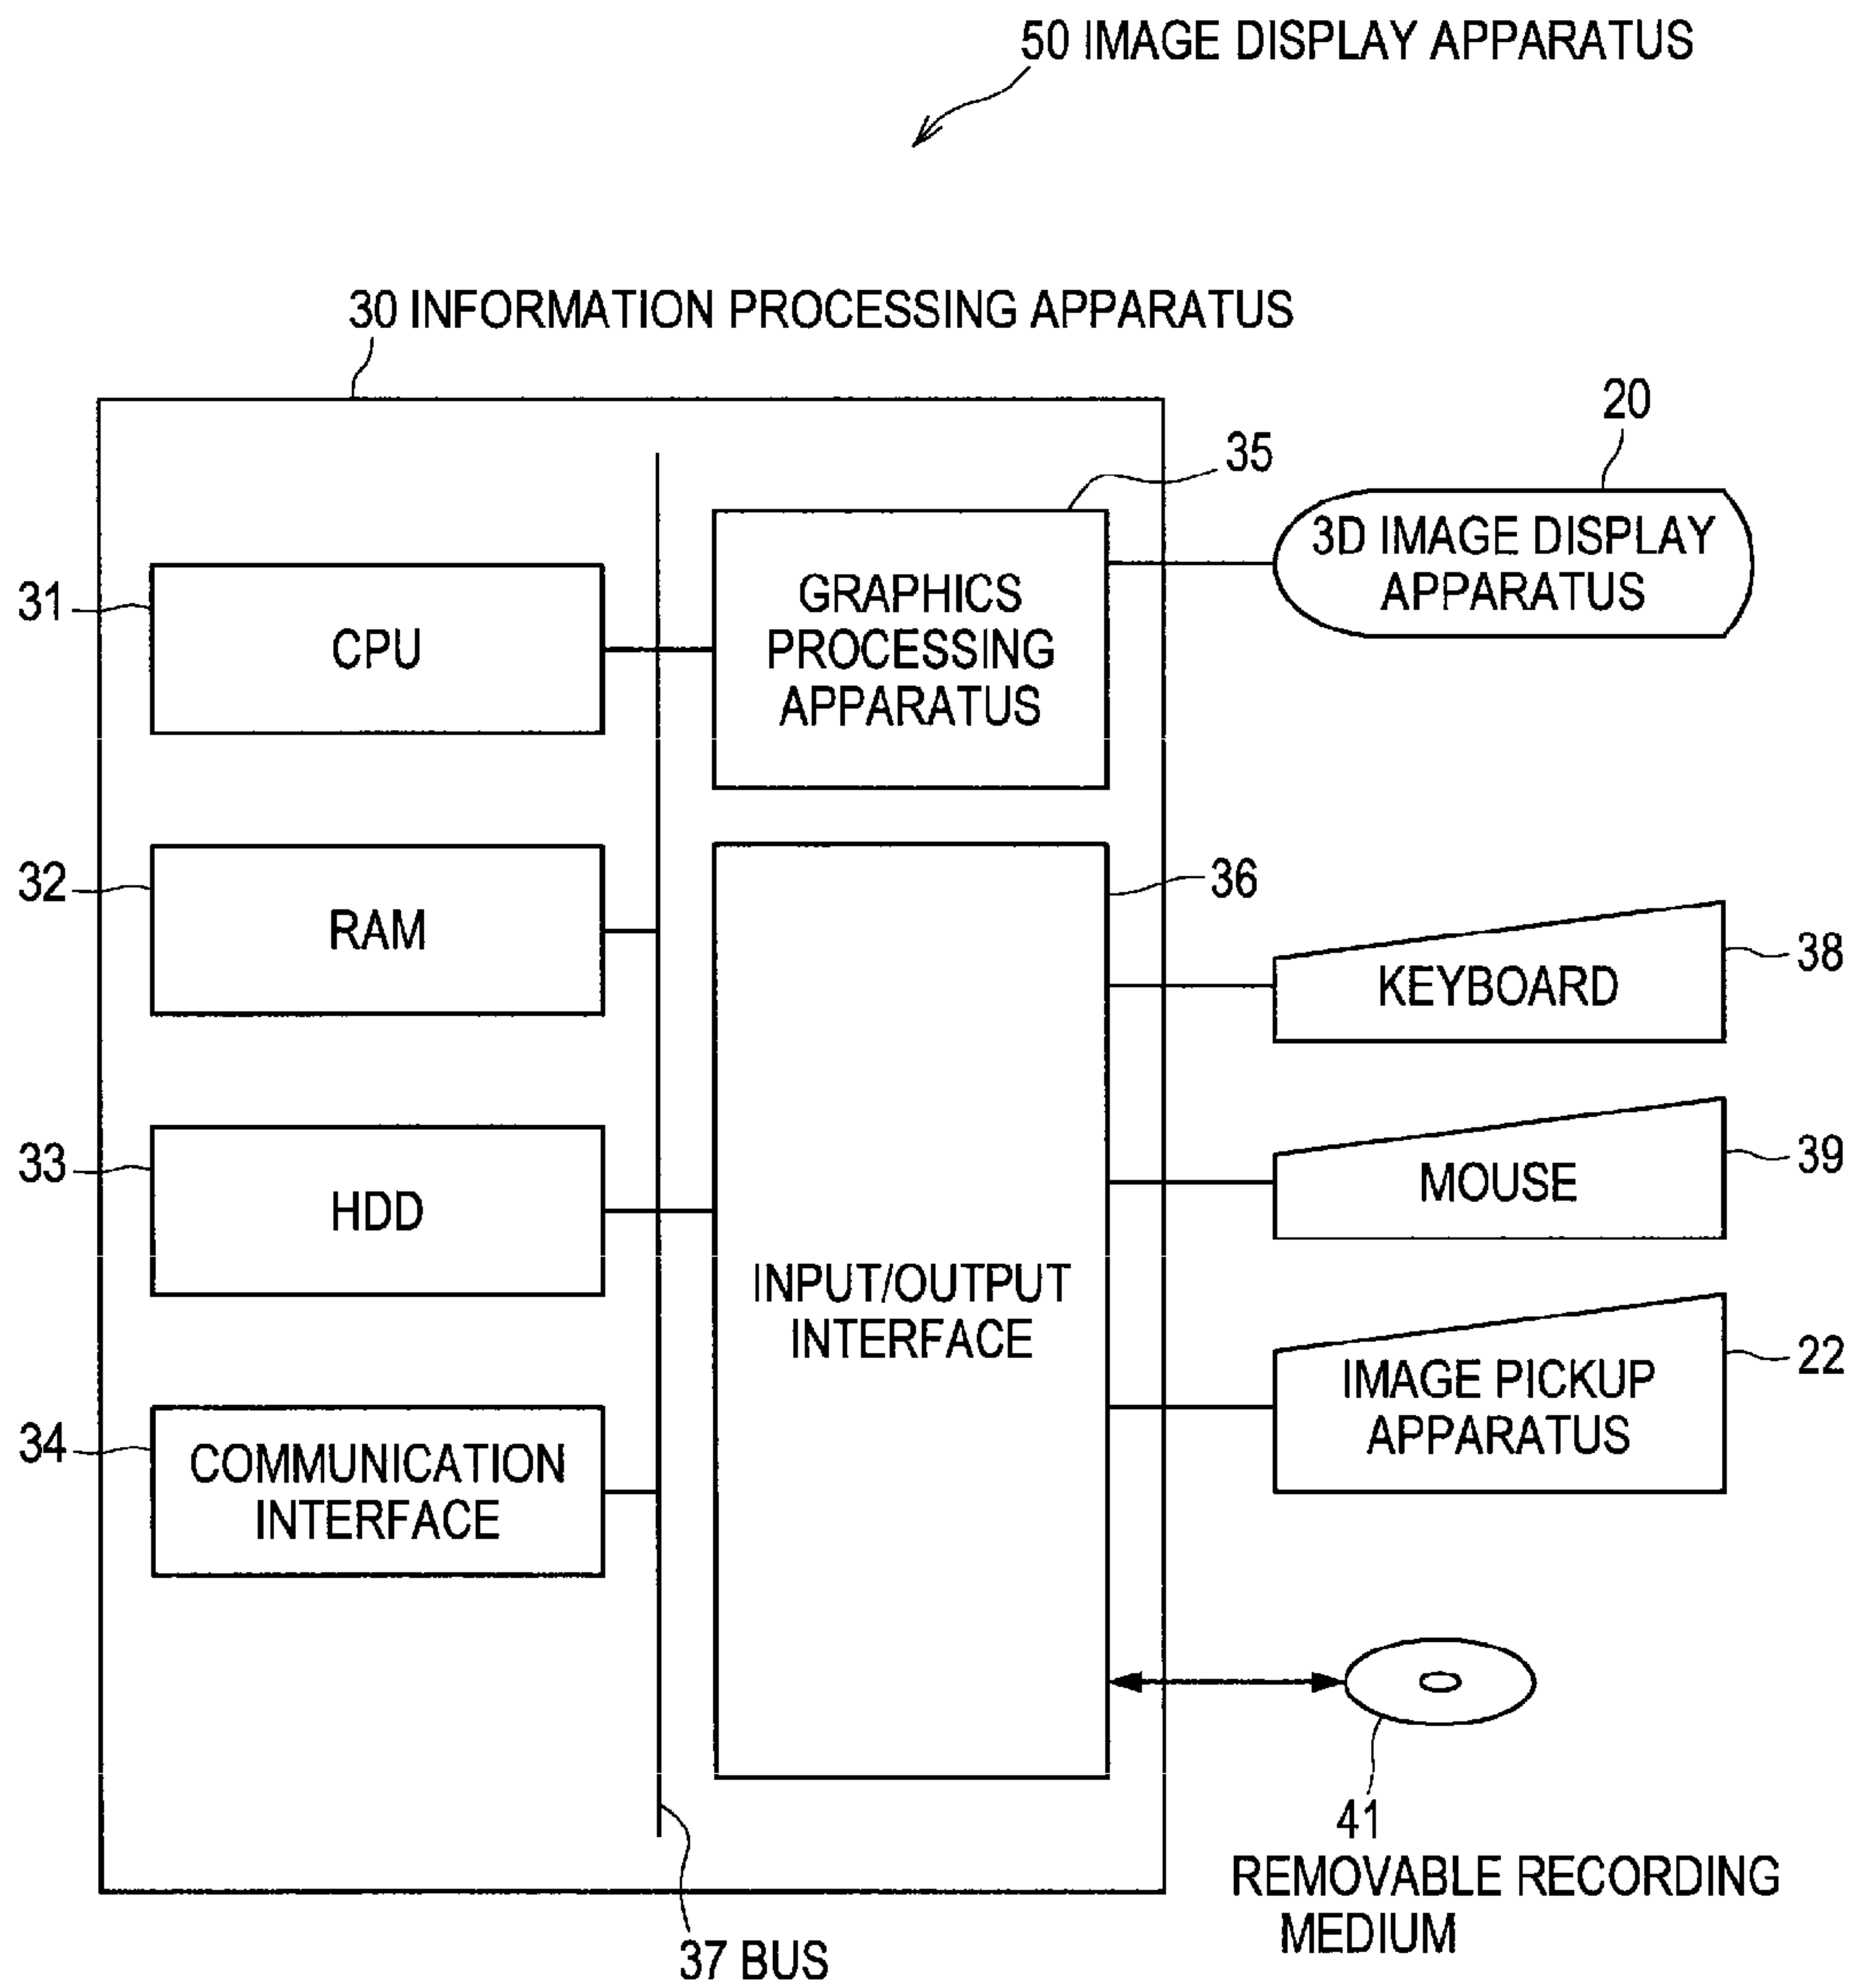 50 IMAGE DISPLAY APPARATUS
30 INFORMATION PROCESSING APPARATUS
20
35
3D IMAGE DISPLAY
APPARATUS
31
CPU
GRAPHICS
PROCESSING
APPARATUS
32
RAM
36
38
KEYBOARD
33
HDD
39
MOUSE
INPUT/OUTPUT
INTERFACE
22
IMAGE PICKUP
APPARATUS
34
COMMUNICATION
INTERFACE
41
REMOVABLE RECORDING
MEDIUM
37 BUS